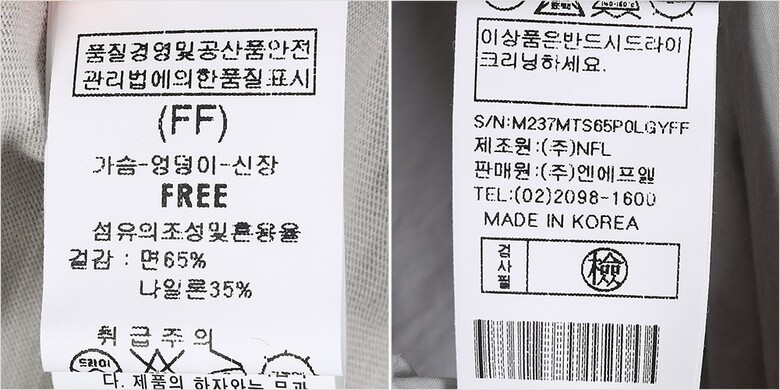 품질경영및공산품안전
관리법에의한품질표시
(FF)
가슴-엉덩이-신장
FREE
섬유의조성및혼용율
겉감 : 면65%
나일론35%
취급주의
드라이
다. 제품의 하자와는 무관
이상품은반드시드라이
크리닝하세요.
S/N:M237MTS65P0LGYFF
제조원:(주)NFL
판매원:(주)엔에프엘
TEL:(02)2098-1600
MADE IN KOREA
검사필
檢